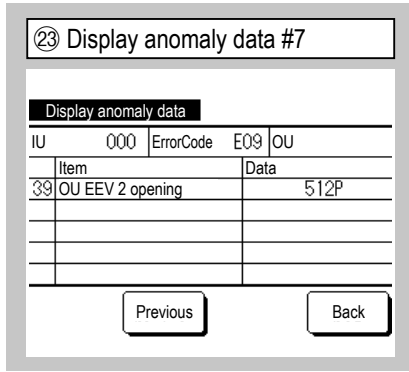 ㉓ Display anomaly data #7
Display anomaly data
IU 000 ErrorCode E09 OU
Item Data
39 OU EEV 2 opening 512P
Previous Back